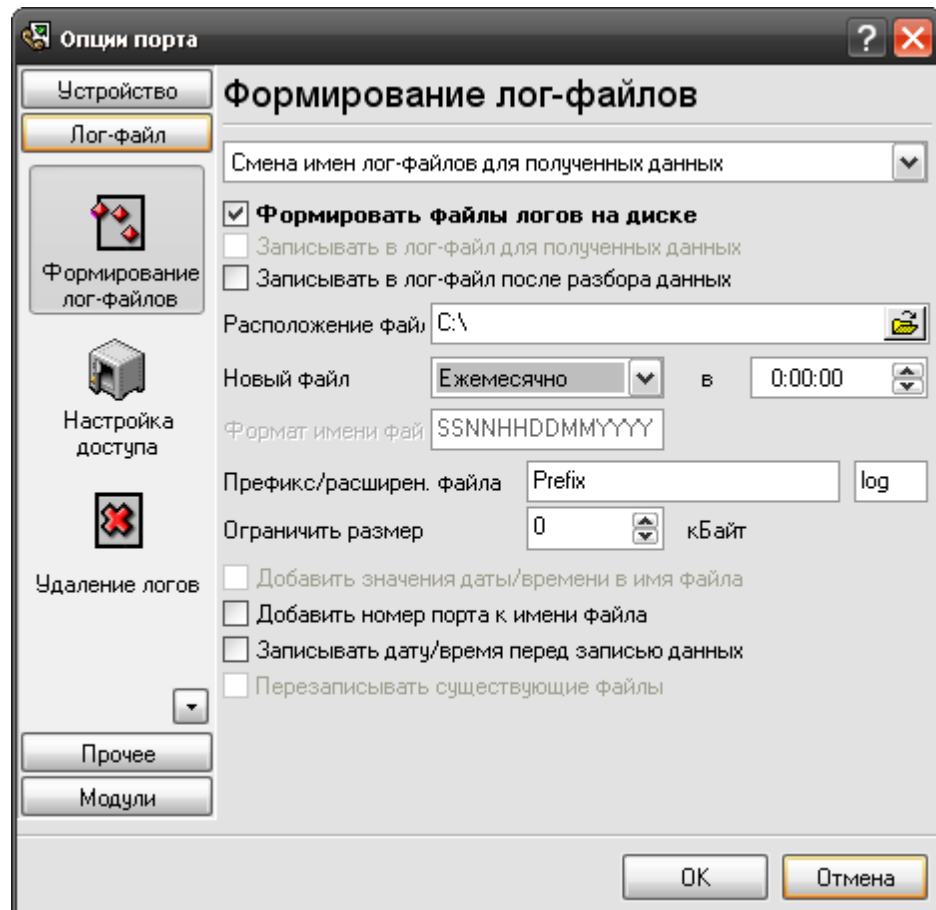 Опции порта
Устройство
Лог-файл
Формирование
лог-файлов
Настройка
доступа
Удаление логов
Прочее
Модули
Формирование лог-файлов
Смена имен лог-файлов для полученных данных
Формировать файлы логов на диске
Записывать в лог-файл для полученных данных
Записывать в лог-файл после разбора данных
Расположение фай C:\
Новый файл Ежемесячно в 0:00:00
Формат имени фай SSNNHHDDMMYYYY
Префикс/расширен. файла Prefix log
Ограничить размер 0 кБайт
Добавить значения даты/времени в имя файла
Добавить номер порта к имени файла
Записывать дату/время перед записью данных
Перезаписывать существующие файлы
OK Отмена